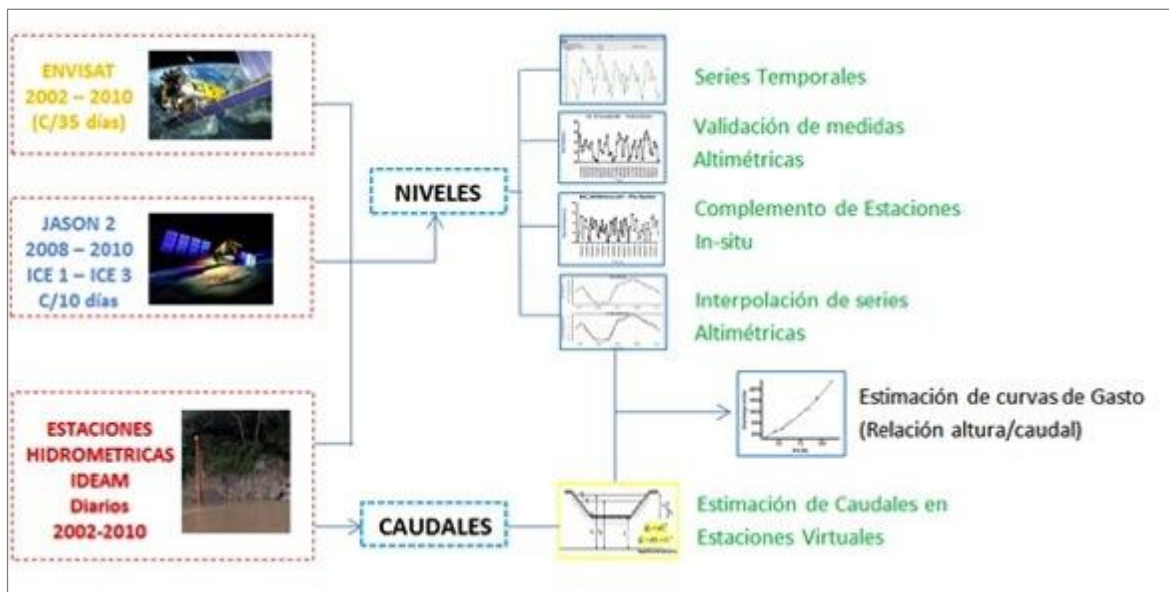 ENVISAT
2002 – 2010
(C/35 días)
JASON 2
2008 – 2010
ICE 1 – ICE 3
C/10 días
ESTACIONES
HIDROMETRICAS
IDEAM
Diarios
2002-2010
NIVELES
CAUDALES
Series Temporales
Validación de medidas
Altimétricas
Complemento de Estaciones
In-situ
Interpolación de series
Altimétricas
Estimación de curvas de Gasto
(Relación altura/caudal)
Estimación de Caudales en
Estaciones Virtuales